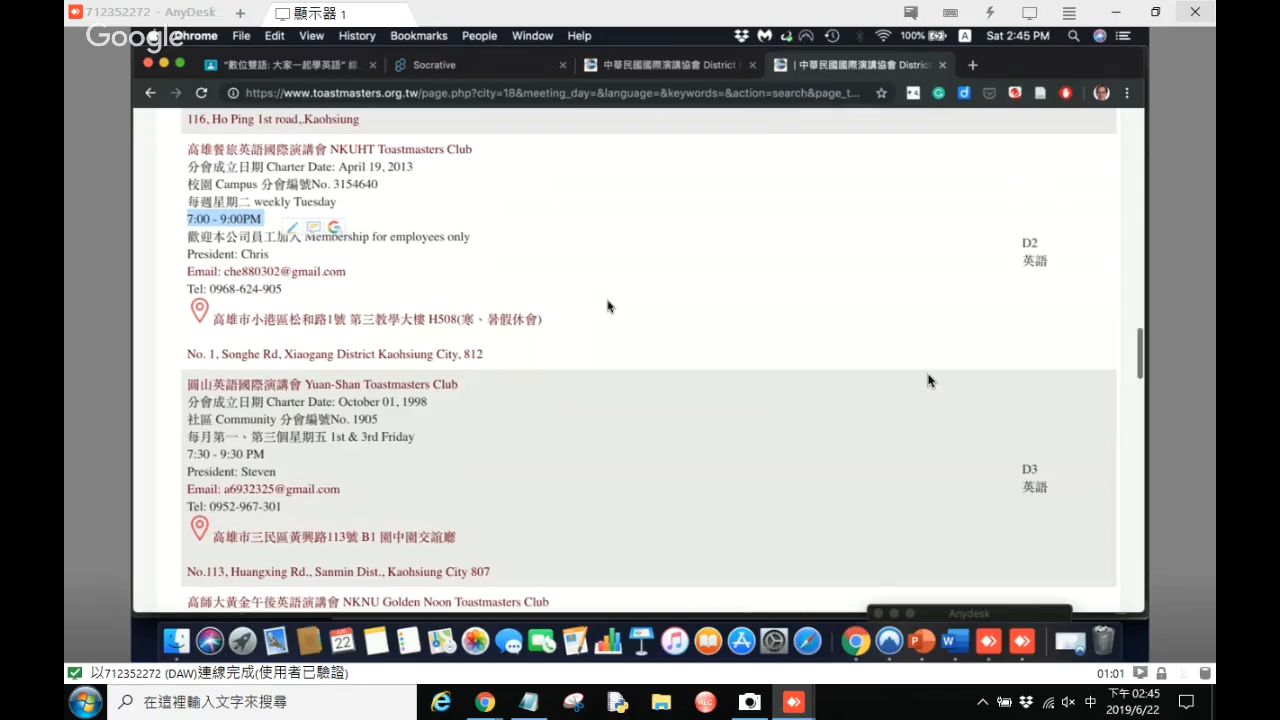 712352272 - AnyDesk
顯示器 1
Google
Chrome File Edit View History Bookmarks People Window Help
100% Sat 2:45 PM
“數位雙語: 大家一起學英語” 綜
Socrative
中華民國國際演講協會 District
| 中華民國國際演講協會 Distric
https://www.toastmasters.org.tw/page.php?city=18&meeting_day=&language=&keywords=&action=search&page_t...
116, Ho Ping 1st road,.Kaohsiung
高雄餐旅英語國際演講會 NKUHT Toastmasters Club
分會成立日期 Charter Date: April 19, 2013
校園 Campus 分會編號No. 3154640
每週星期二 weekly Tuesday
7:00 - 9:00PM
歡迎本公司員工加入 Membership for employees only
President: Chris
Email: che880302@gmail.com
Tel: 0968-624-905
高雄市小港區松和路1號 第三教學大樓 H508(寒、暑假休會)
No. 1, Songhe Rd, Xiaogang District Kaohsiung City, 812
D2
英語
圓山英語國際演講會 Yuan-Shan Toastmasters Club
分會成立日期 Charter Date: October 01, 1998
社區 Community 分會編號No. 1905
每月第一、第三個星期五 1st & 3rd Friday
7:30 - 9:30 PM
President: Steven
Email: a6932325@gmail.com
Tel: 0952-967-301
高雄市三民區黃興路113號 B1 園中園交誼廳
No.113, Huangxing Rd., Sanmin Dist., Kaohsiung City 807
D3
英語
高師大黃金午後英語演講會 NKNU Golden Noon Toastmasters Club
Anydesk
22
以712352272 (DAW)連線完成(使用者已驗證)
01:01
在這裡輸入文字來搜尋
REC
中
下午 02:45
2019/6/22